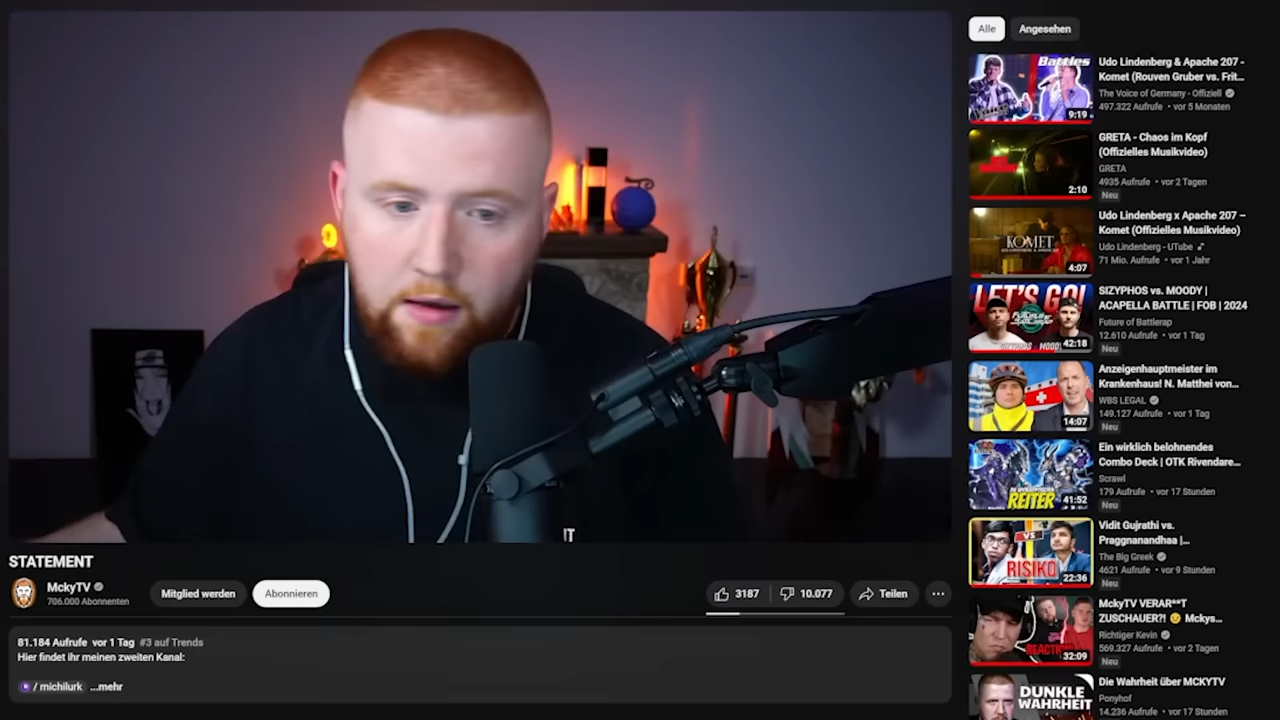 IT
STATEMENT
MckyTV
706.000 Abonnenten
Mitglied werden
Abonnieren
3187
10.077
Teilen
81.184 Aufrufe vor 1 Tag #3 auf Trends
Hier findet ihr meinen zweiten Kanal:
/ michilurk ...mehr
Alle
Angesehen
Battles
9:19
Udo Lindenberg & Apache 207 -
Komet (Rouven Gruber vs. Frit...
The Voice of Germany - Offiziell
497.322 Aufrufe • vor 5 Monaten
2:10
GRETA - Chaos im Kopf
(Offizielles Musikvideo)
GRETA
4935 Aufrufe • vor 2 Tagen
Neu
KOMET
4:07
Udo Lindenberg x Apache 207 –
Komet (Offizielles Musikvideo)
Udo Lindenberg - UTube
71 Mio. Aufrufe • vor 1 Jahr
LET'S GO!
42:18
SIZYPHOS vs. MOODY |
ACAPELLA BATTLE | FOB | 2024
Future of Battlerap
12.610 Aufrufe • vor 1 Tag
Neu
14:07
Anzeigenhauptmeister im
Krankenhaus! N. Matthei von...
WBS LEGAL
149.127 Aufrufe • vor 1 Tag
Neu
REITER
41:52
Ein wirklich belohnendes
Combo Deck | OTK Rivendare...
Scrawl
179 Aufrufe • vor 17 Stunden
Neu
VS
RISIKO
22:36
Vidit Gujrathi vs.
Praggnanandhaa |...
The Big Greek
4621 Aufrufe • vor 9 Stunden
Neu
REACTION
32:09
MckyTV VERAR**T
ZUSCHAUER?! 😉 Mckys...
Richtiger Kevin
569.327 Aufrufe • vor 2 Tagen
Neu
DUNKLE
WAHRHEIT
Die Wahrheit über MCKYTV
Ponyhof
14.236 Aufrufe • vor 17 Stunden